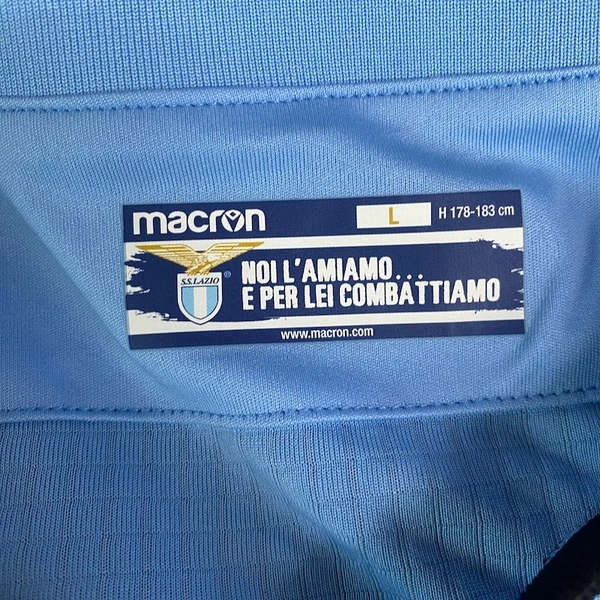 macron L H 178-183 cm
S.S.LAZIO ®
NOI L'AMIAMO...
E PER LEI COMBATTIAMO
www.macron.com